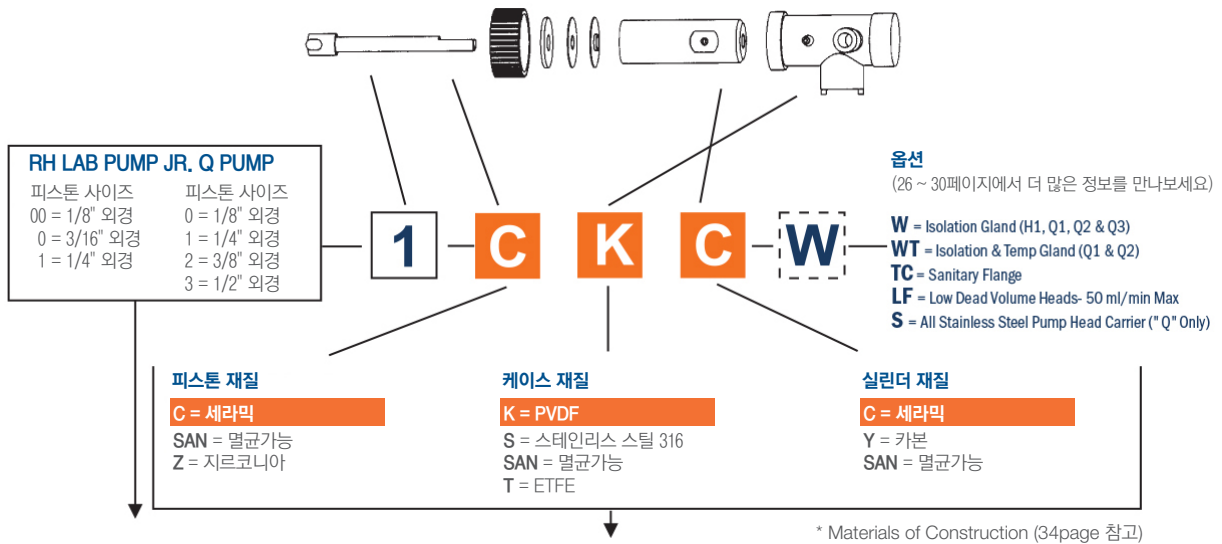 RH LAB PUMP JR. Q PUMP
피스톤 사이즈
00 = 1/8" 외경
0 = 3/16" 외경
1 = 1/4" 외경
피스톤 사이즈
0 = 1/8" 외경
1 = 1/4" 외경
2 = 3/8" 외경
3 = 1/2" 외경
1 C K C W
옵션
(26 ~ 30페이지에서 더 많은 정보를 만나보세요)
W = Isolation Gland (H1, Q1, Q2 & Q3)
WT = Isolation & Temp Gland (Q1 & Q2)
TC = Sanitary Flange
LF = Low Dead Volume Heads- 50 ml/min Max
S = All Stainless Steel Pump Head Carrier (" Q" Only)
피스톤 재질
C = 세라믹
SAN = 멸균가능
Z = 지르코니아
케이스 재질
K = PVDF
S = 스테인리스 스틸 316
SAN = 멸균가능
T = ETFE
실린더 재질
C = 세라믹
Y = 카본
SAN = 멸균가능
* Materials of Construction (34page 참고)